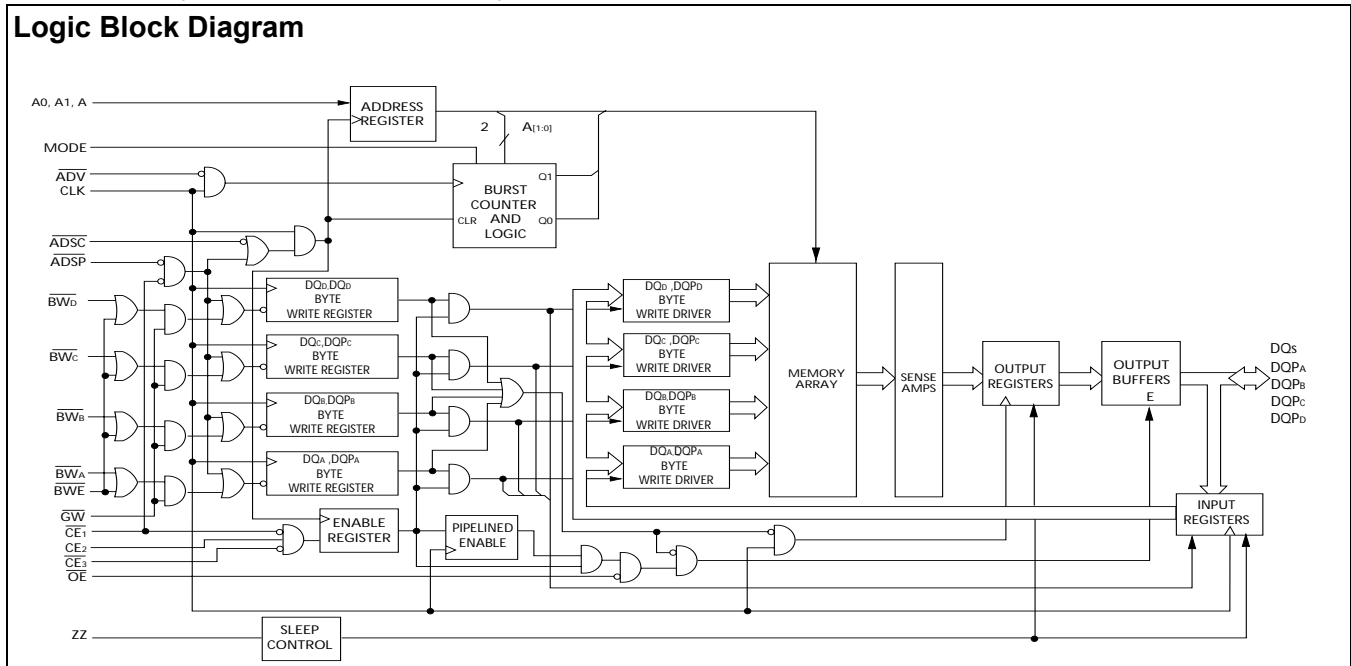 Logic Block Diagram
A0, A1, A
ADDRESS
REGISTER
2
A[1:0]
MODE
ADV
CLK
Q1
BURST
COUNTER
CLR
AND
Q0
LOGIC
ADSC
ADSP
DQD,DQD
BYTE
WRITE REGISTER
DQD ,DQPD
BYTE
WRITE DRIVER
BWD
DQC,DQPC
BYTE
WRITE REGISTER
DQC ,DQPC
BYTE
WRITE DRIVER
BWC
MEMORY
ARRAY
SENSE
AMPS
OUTPUT
REGISTERS
OUTPUT
BUFFERS
E
DQs
DQPA
DQPB
DQPC
DQPD
DQB,DQPB
BYTE
WRITE REGISTER
DQB,DQPB
BYTE
WRITE DRIVER
BWB
DQA ,DQPA
BYTE
WRITE REGISTER
DQA,DQPA
BYTE
WRITE DRIVER
BWA
BWE
GW
CE1
CE2
CE3
OE
ENABLE
REGISTER
PIPELINED
ENABLE
INPUT
REGISTERS
ZZ
SLEEP
CONTROL